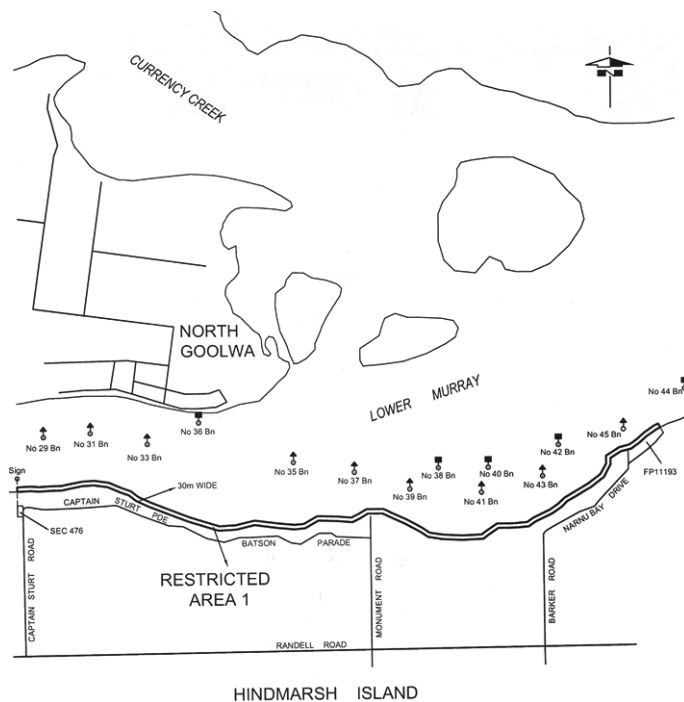 CURRENCY CREEK
N
NORTH
GOOLWA
LOWER MURRAY
No 44 Bn
No 36 Bn
No 29 Bn
No 31 Bn
No 33 Bn
No 45 Bn
No 42 Bn
No 35 Bn
No 37 Bn
No 38 Bn
No 40 Bn
No 43 Bn
No 39 Bn
No 41 Bn
Sign
30m WIDE
FP11193
CAPTAIN STURT PDE
SEC 476
NARNU BAY DRIVE
BATSON PARADE
RESTRICTED
AREA 1
CAPTAIN STURT ROAD
MONUMENT ROAD
BARKER ROAD
RANDELL ROAD
HINDMARSH ISLAND